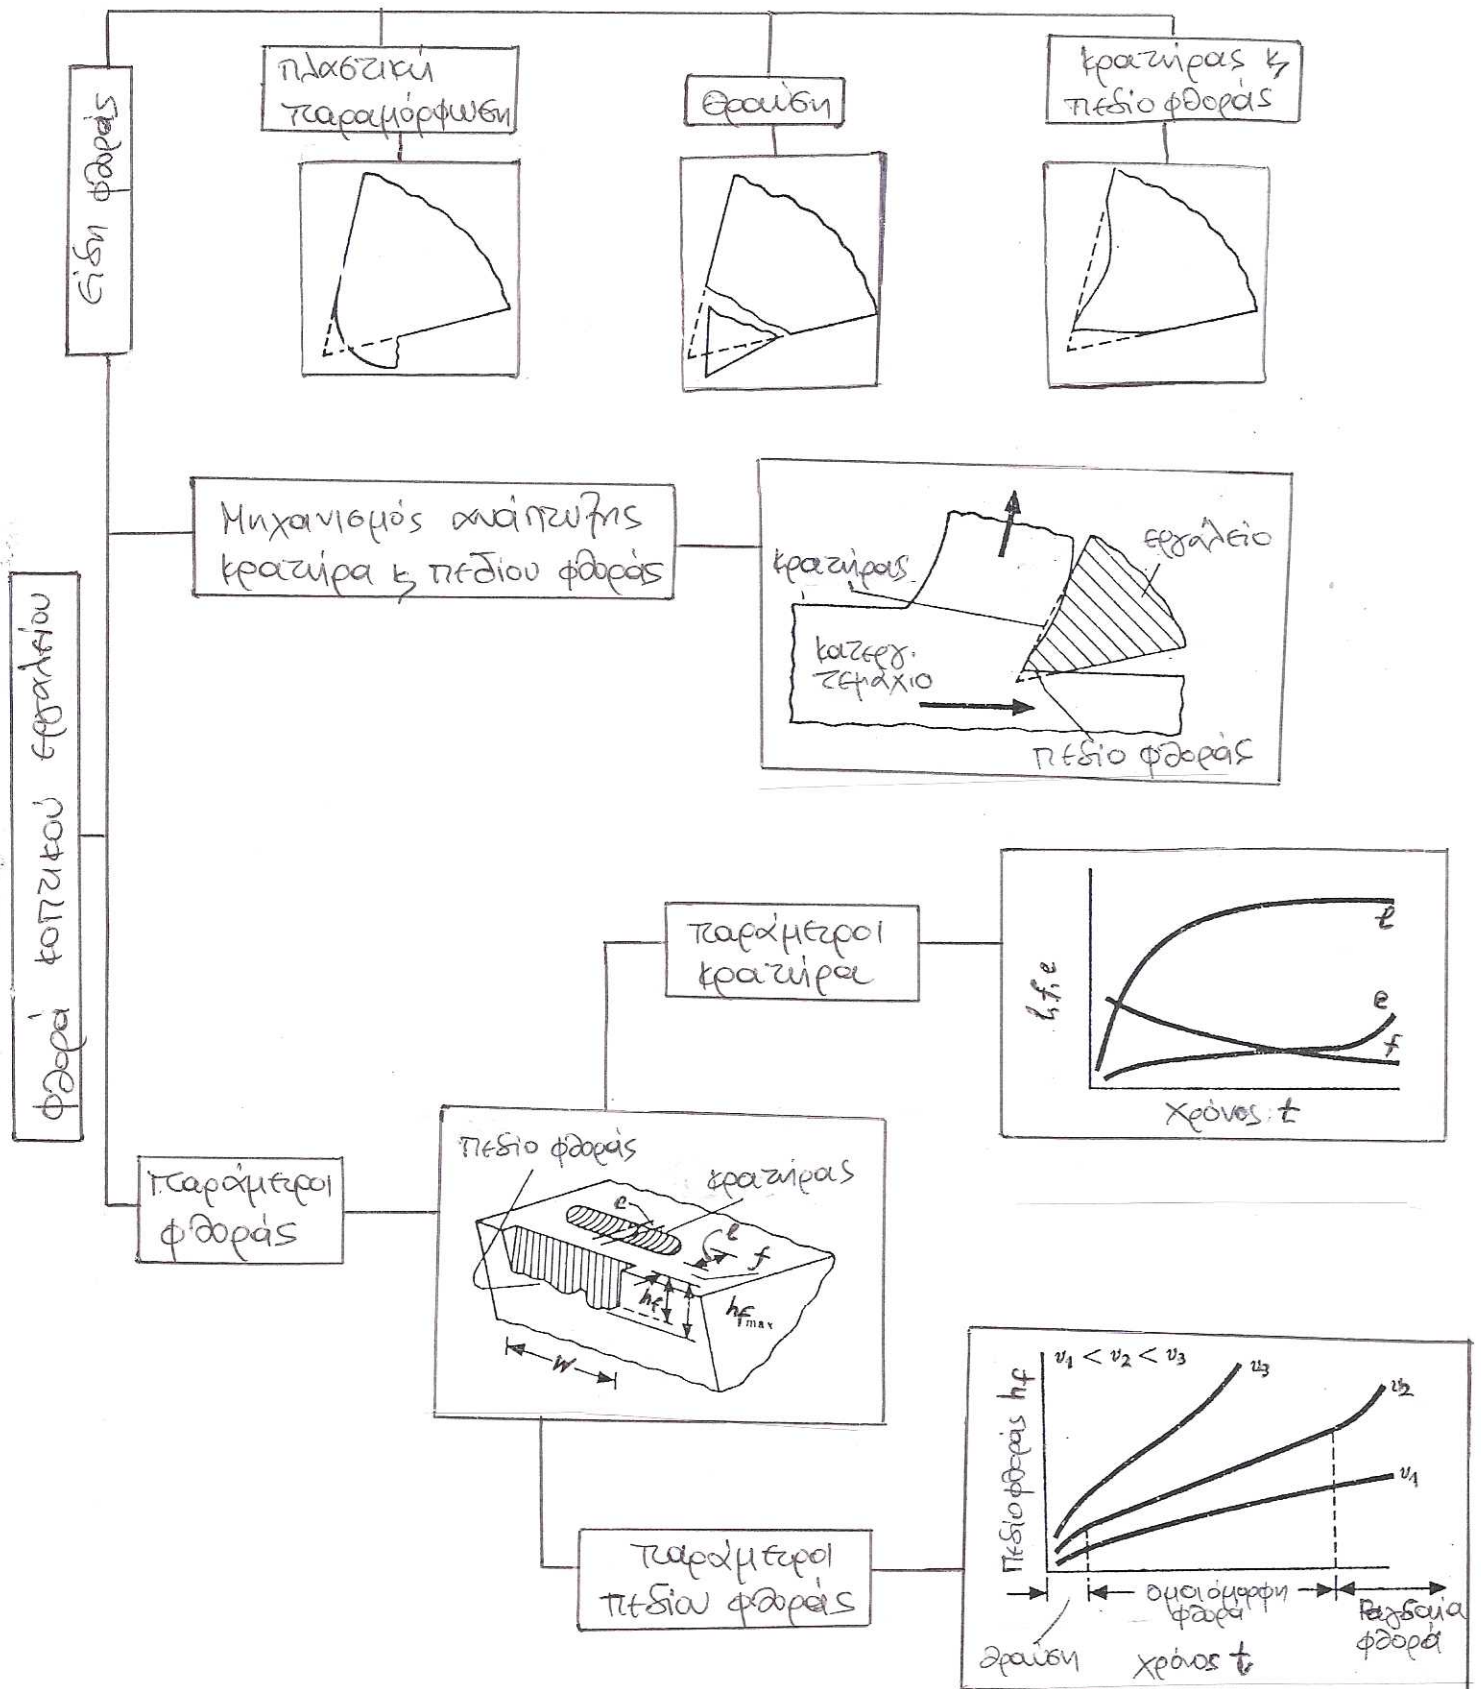 πλαστική
παραμόρφωση
θραύση
κρατήρας ϗ
πεδίο φθοράς
είδη φθοράς
Μηχανισμός ανάπτυξης
κρατήρα ϗ πεδίου φθοράς
κρατήρας
εργαλείο
κατεργ.
τεμάχιο
πεδίο φθοράς
φθορά κοπτικού εργαλείου
παράμετροι
κρατήρα
l, f, e
l
e
f
χρόνος t
παράμετροι
φθοράς
πεδίο φθοράς
κρατήρας
e
l
f
hf
hfmax
w
παράμετροι
πεδίου φθοράς
Πεδίο φθοράς hf
v1 < v2 < v3
v3
v2
v1
ομοιόμορφη
φθορά
Ραγδαία
φθορά
θραύση
χρόνος t